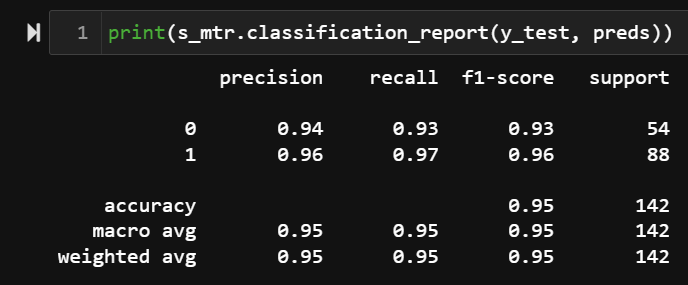 1 print(s_mtr.classification_report(y_test, preds))
precision recall f1-score support
0 0.94 0.93 0.93 54
1 0.96 0.97 0.96 88
accuracy 0.95 142
macro avg 0.95 0.95 0.95 142
weighted avg 0.95 0.95 0.95 142